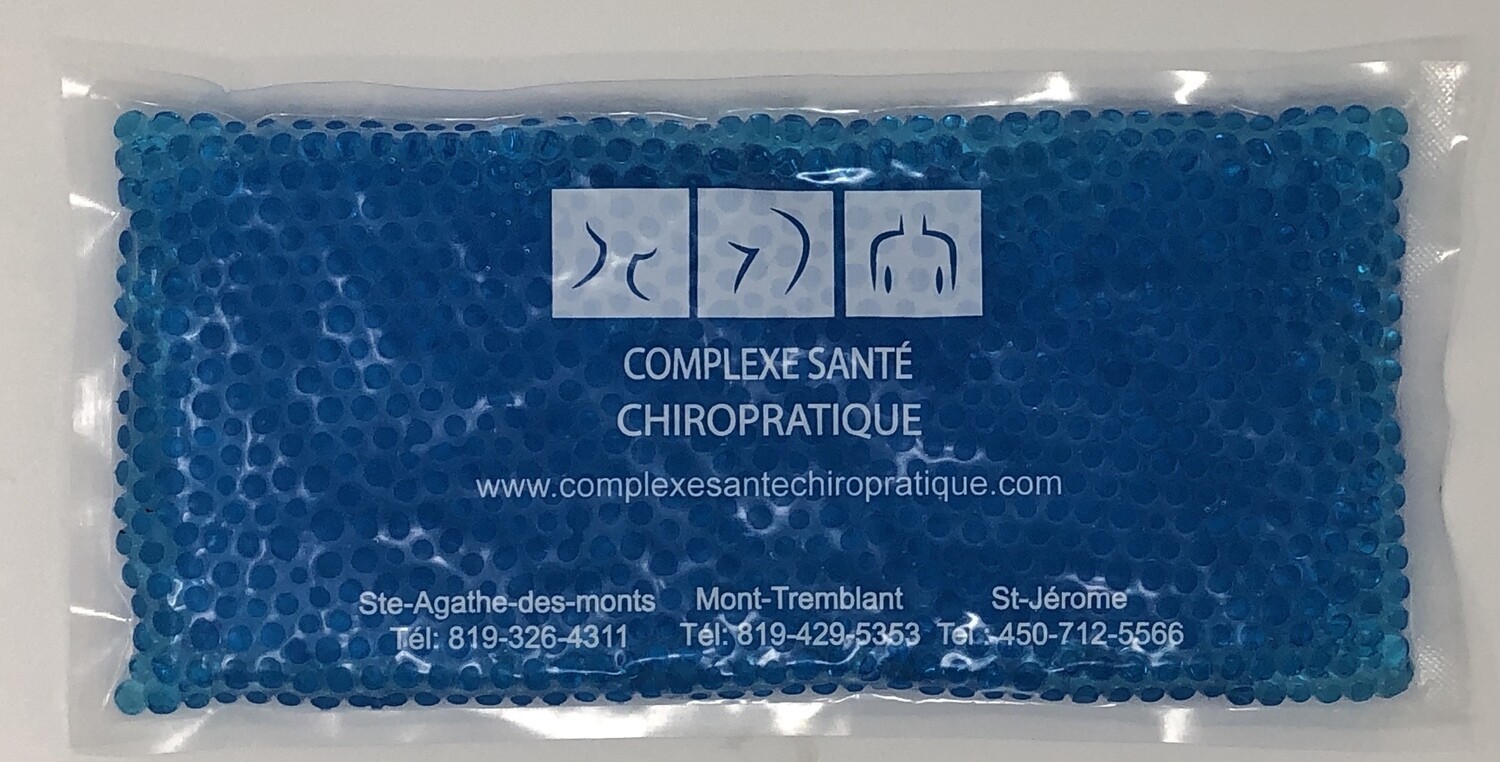 COMPLEXE SANTÉ
CHIROPRATIQUE
www.complexesantechiropratique.com
Ste-Agathe-des-monts Mont-Tremblant St-Jérome
Tél: 819-326-4311 Tél: 819-429-5353 Tél.:450-712-5566